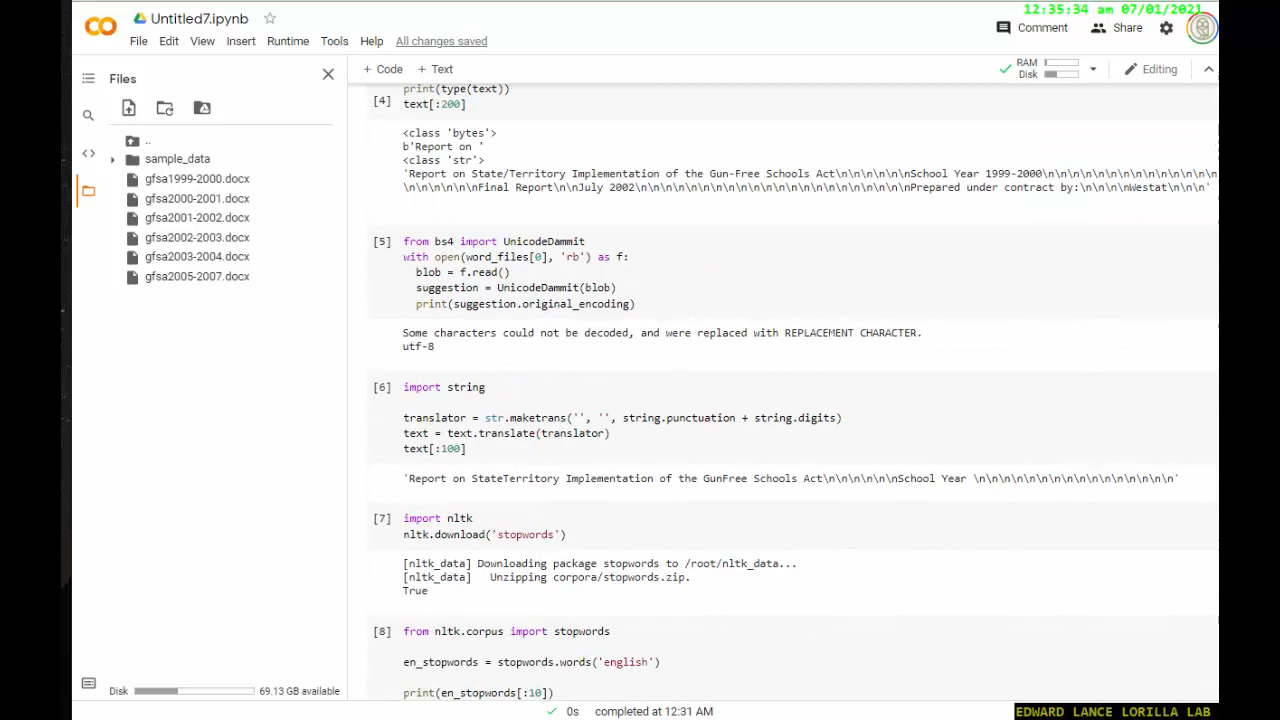 12:35:34 am 07/01/2021
Untitled7.ipynb
Comment
Share
File Edit View Insert Runtime Tools Help All changes saved
Files
+ Code + Text
RAM
Disk
Editing
..
sample_data
gfsa1999-2000.docx
gfsa2000-2001.docx
gfsa2001-2002.docx
gfsa2002-2003.docx
gfsa2003-2004.docx
gfsa2005-2007.docx
Disk 69.13 GB available
print(type(text))
[4] text[:200]
<class 'bytes'>
b'Report on '
<class 'str'>
'Report on State/Territory Implementation of the Gun-Free Schools Act\n\n\n\n\n\nSchool Year 1999-2000\n\n\n\n\n\n\n\n\n\n\n\n\n\n
\n\n\n\n\n\nFinal Report\n\nJuly 2002\n\n\n\n\n\n\n\n\n\n\n\n\n\n\n\n\n\n\n\n\n\nPrepared under contract by:\n\n\n\nWestat\n\n\n'
[5] from bs4 import UnicodeDammit
with open(word_files[0], 'rb') as f:
blob = f.read()
suggestion = UnicodeDammit(blob)
print(suggestion.original_encoding)
Some characters could not be decoded, and were replaced with REPLACEMENT CHARACTER.
utf-8
[6] import string
translator = str.maketrans('', '', string.punctuation + string.digits)
text = text.translate(translator)
text[:100]
'Report on StateTerritory Implementation of the GunFree Schools Act\n\n\n\n\n\nSchool Year \n\n\n\n\n\n\n\n\n\n\n\n\n\n\n\n'
[7] import nltk
nltk.download('stopwords')
[nltk_data] Downloading package stopwords to /root/nltk_data...
[nltk_data] Unzipping corpora/stopwords.zip.
True
[8] from nltk.corpus import stopwords
en_stopwords = stopwords.words('english')
print(en_stopwords[:10])
0s completed at 12:31 AM
EDWARD LANCE LORILLA LAB